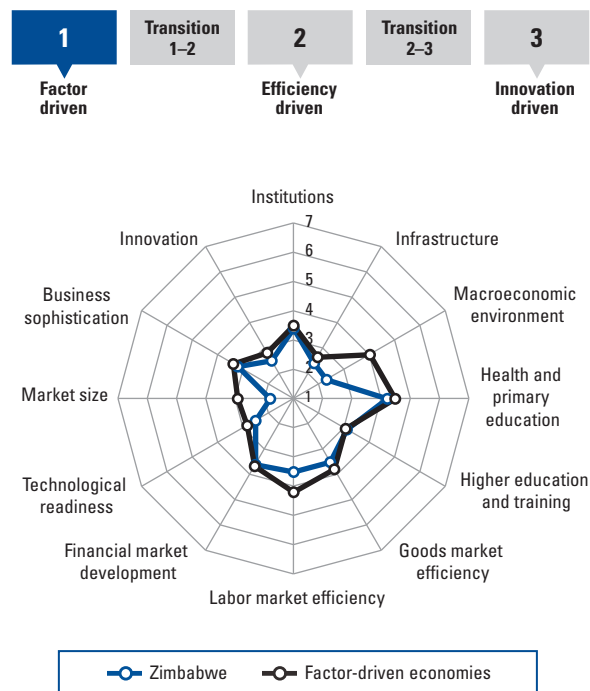 1
Transition
1–2
2
Transition
2–3
3
Factor
driven
Efficiency
driven
Innovation
driven
Institutions
7
Innovation
Infrastructure
6
5
Business
sophistication
Macroeconomic
environment
4
3
2
Market size
1
Health and
primary
education
Technological
readiness
Higher education
and training
Financial market
development
Goods market
efficiency
Labor market efficiency
Zimbabwe
Factor-driven economies